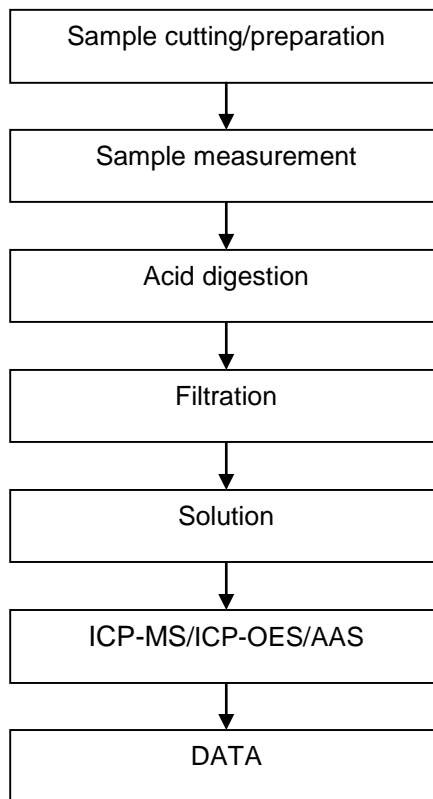 Sample cutting/preparation
Sample measurement
Acid digestion
Filtration
Solution
ICP-MS/ICP-OES/AAS
DATA